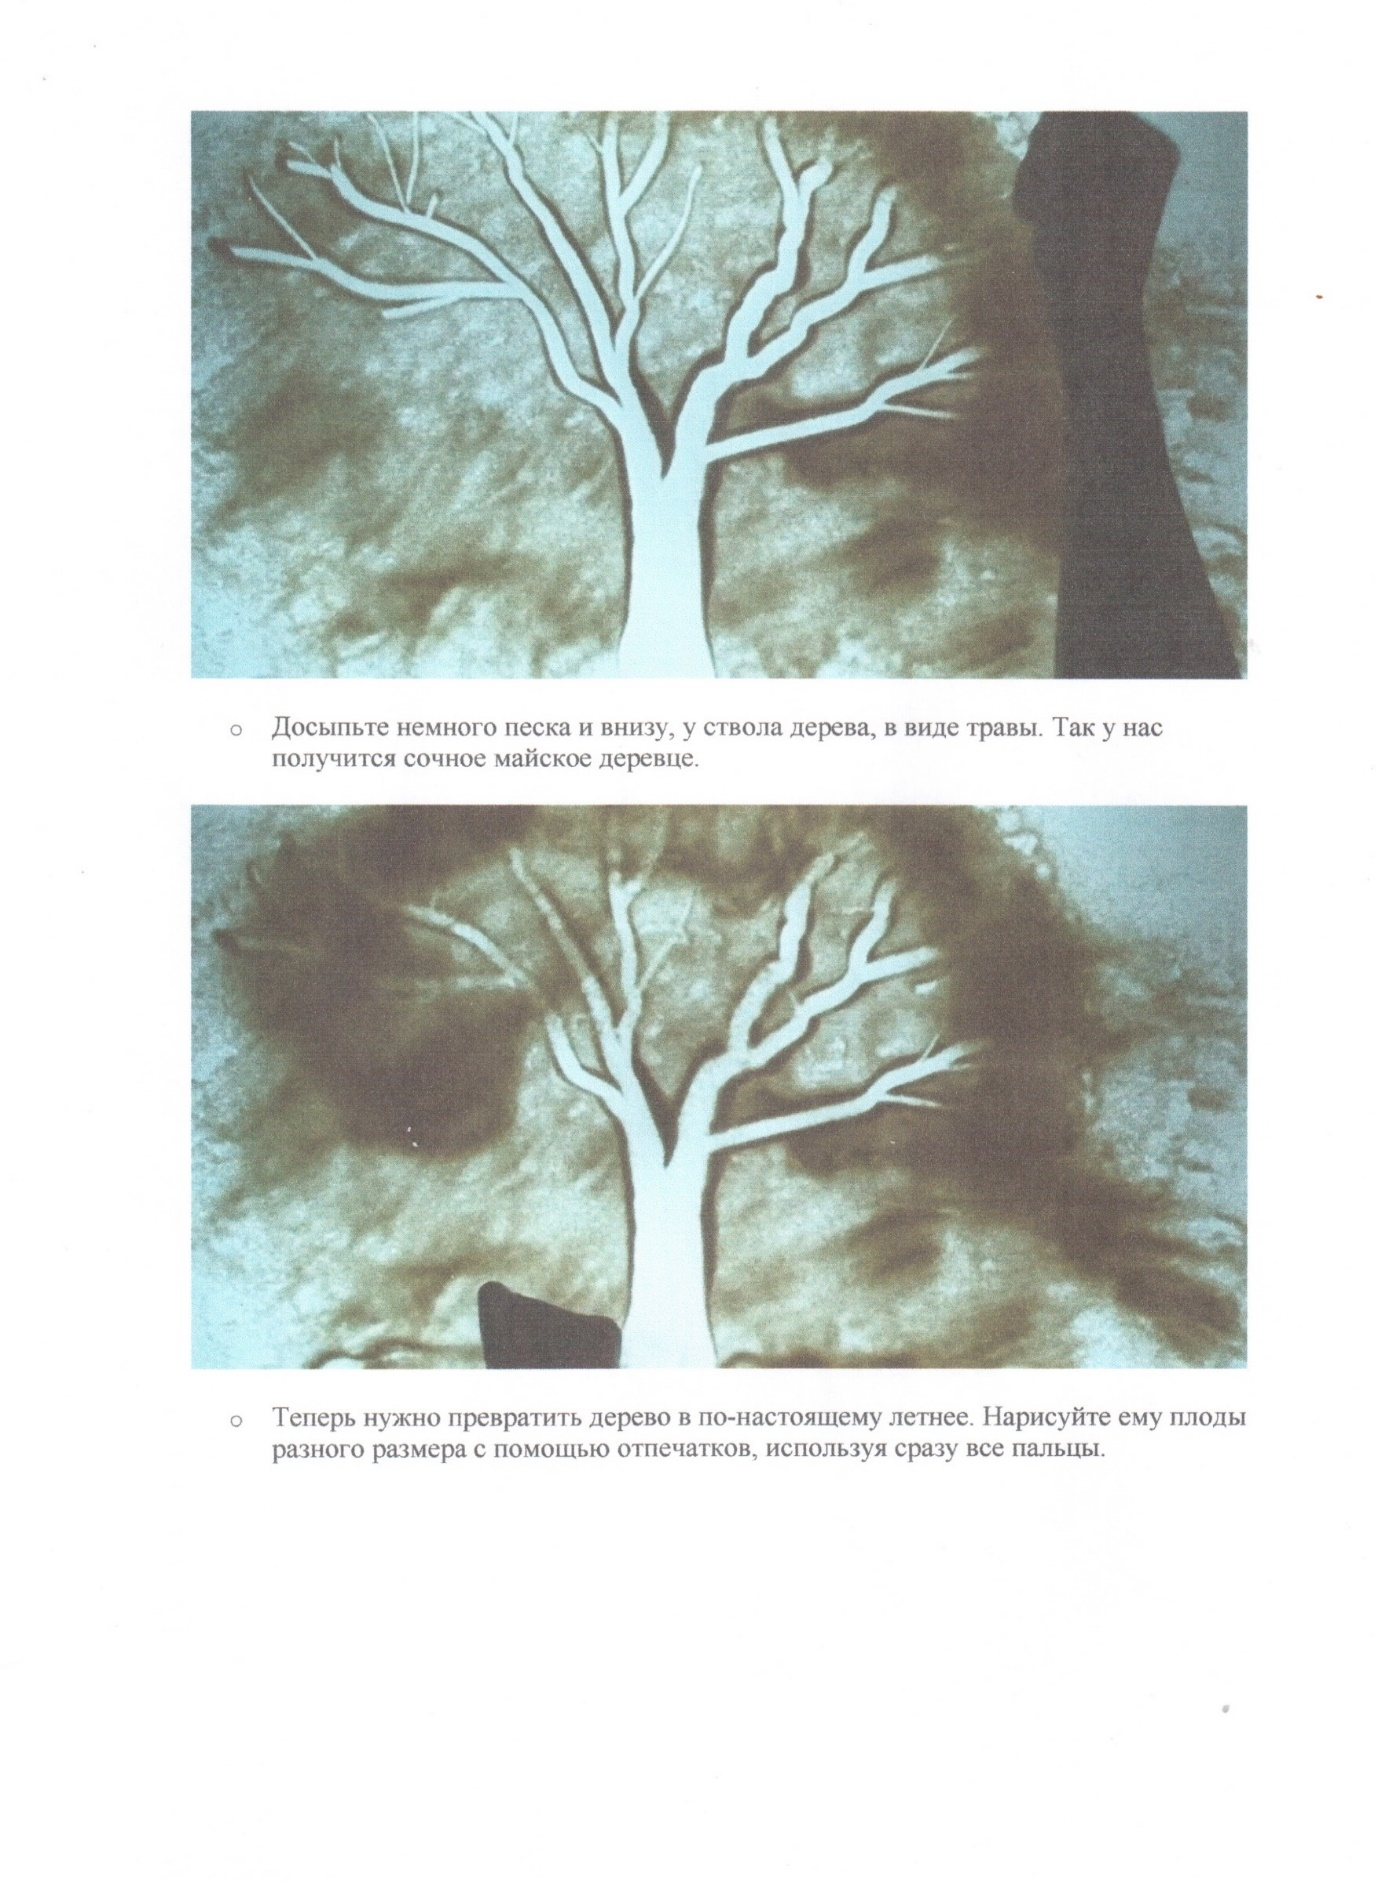 ○ Досыпьте немного песка и внизу, у ствола дерева, в виде травы. Так у нас
получится сочное майское деревце.
○ Теперь нужно превратить дерево в по-настоящему летнее. Нарисуйте ему плоды
разного размера с помощью отпечатков, используя сразу все пальцы.